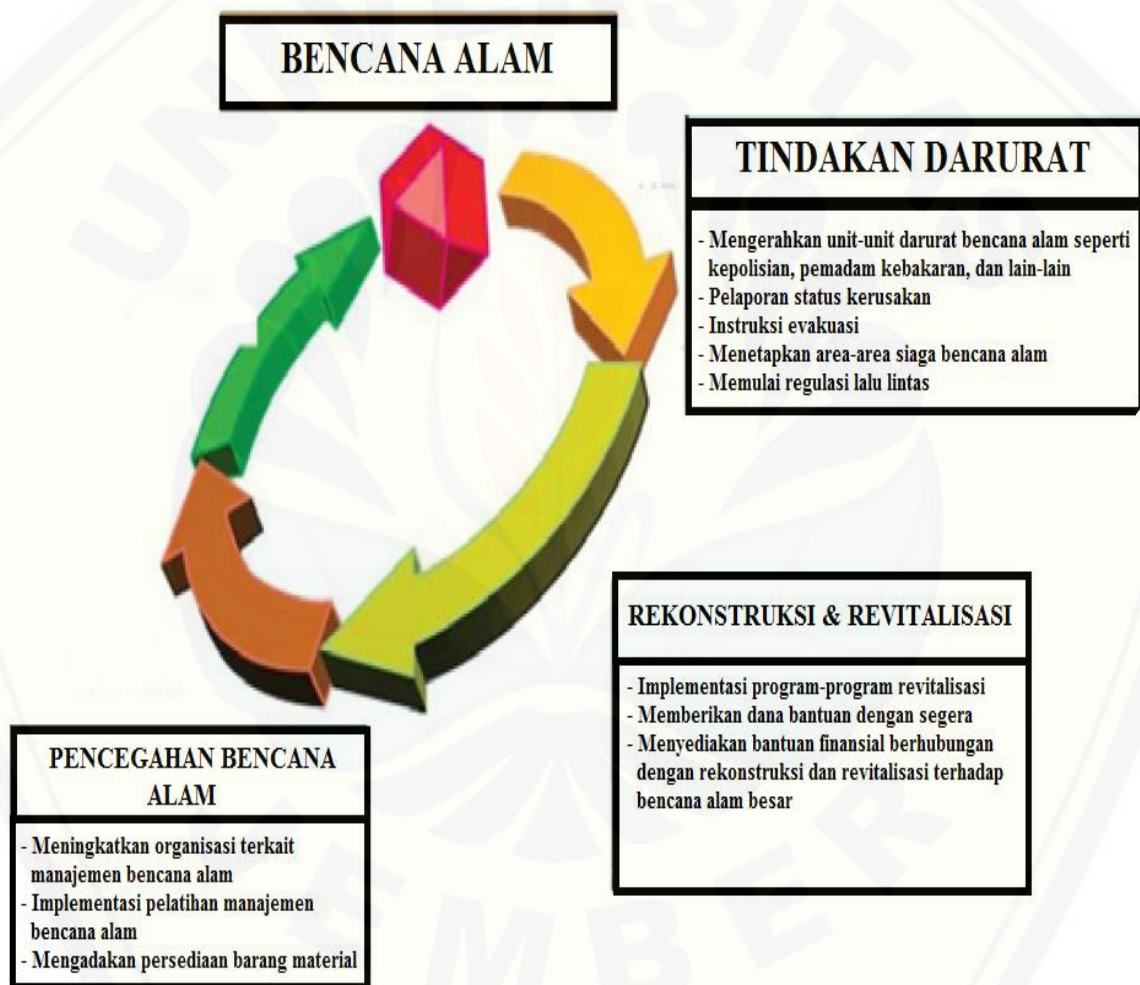 BENCANA ALAM
TINDAKAN DARURAT
- Mengerahkan unit-unit darurat bencana alam seperti
kepolisian, pemadam kebakaran, dan lain-lain
- Pelaporan status kerusakan
- Instruksi evakuasi
- Menetapkan area-area siaga bencana alam
- Memulai regulasi lalu lintas
REKONSTRUKSI & REVITALISASI
- Implementasi program-program revitalisasi
- Memberikan dana bantuan dengan segera
- Menyediakan bantuan finansial berhubungan
dengan rekonstruksi dan revitalisasi terhadap
bencana alam besar
PENCEGAHAN BENCANA
ALAM
- Meningkatkan organisasi terkait
manajemen bencana alam
- Implementasi pelatihan manajemen
bencana alam
- Mengadakan persediaan barang material
UNIVERSITAS
JEMBER